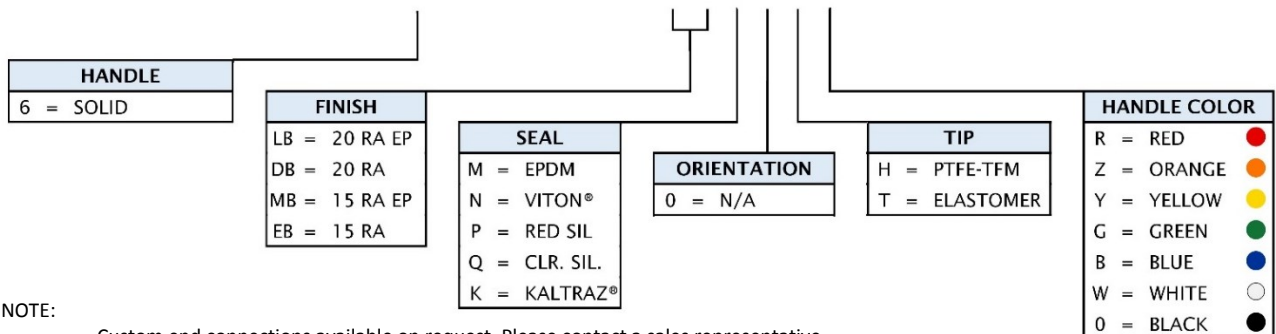 HANDLE
6 = SOLID
FINISH
LB = 20 RA EP
DB = 20 RA
MB = 15 RA EP
EB = 15 RA
SEAL
M = EPDM
N = VITON®
P = RED SIL
Q = CLR. SIL.
K = KALTRAZ®
ORIENTATION
0 = N/A
TIP
H = PTFE-TFM
T = ELASTOMER
HANDLE COLOR
R = RED
Z = ORANGE
Y = YELLOW
G = GREEN
B = BLUE
W = WHITE
0 = BLACK
NOTE:
Custom end connections available on request. Please contact a sales representative